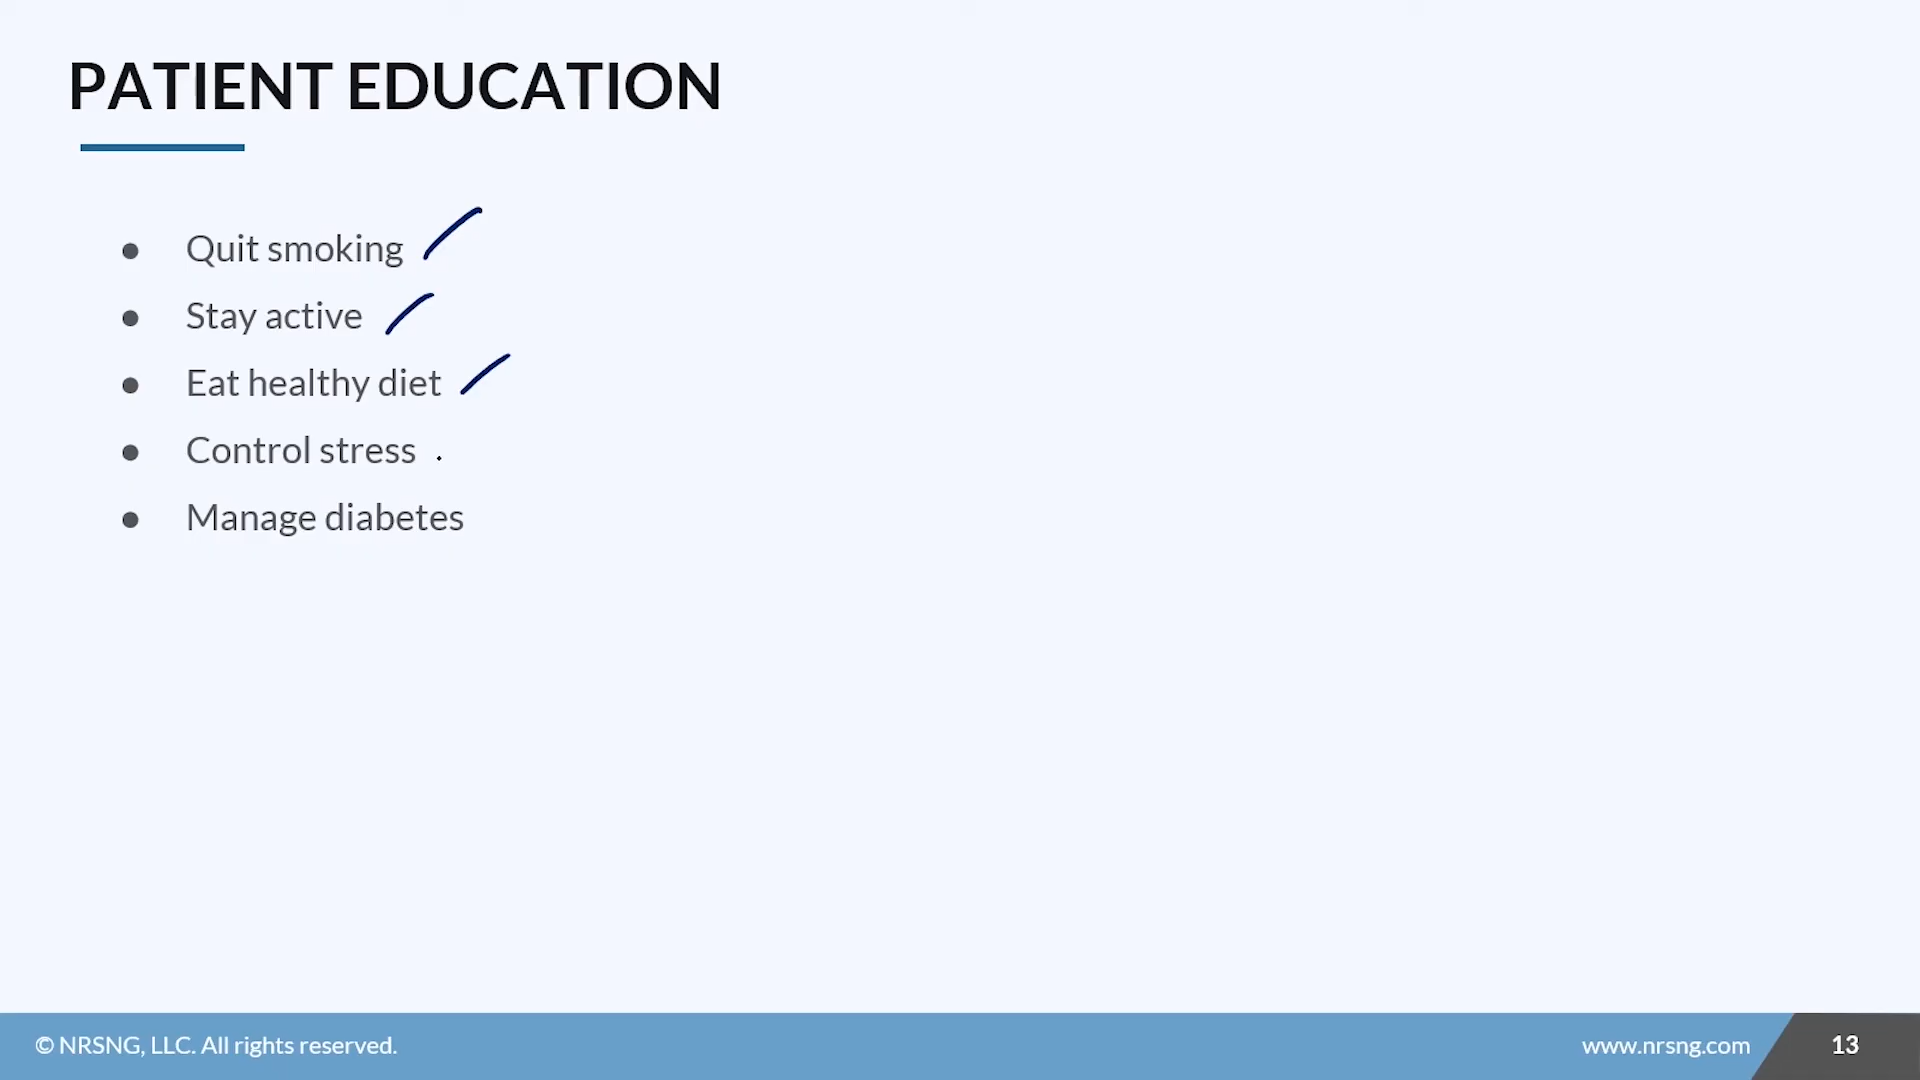 PATIENT EDUCATION
● Quit smoking
● Stay active
● Eat healthy diet
● Control stress
● Manage diabetes
© NRSNG, LLC. All rights reserved.
www.nrsng.com
13